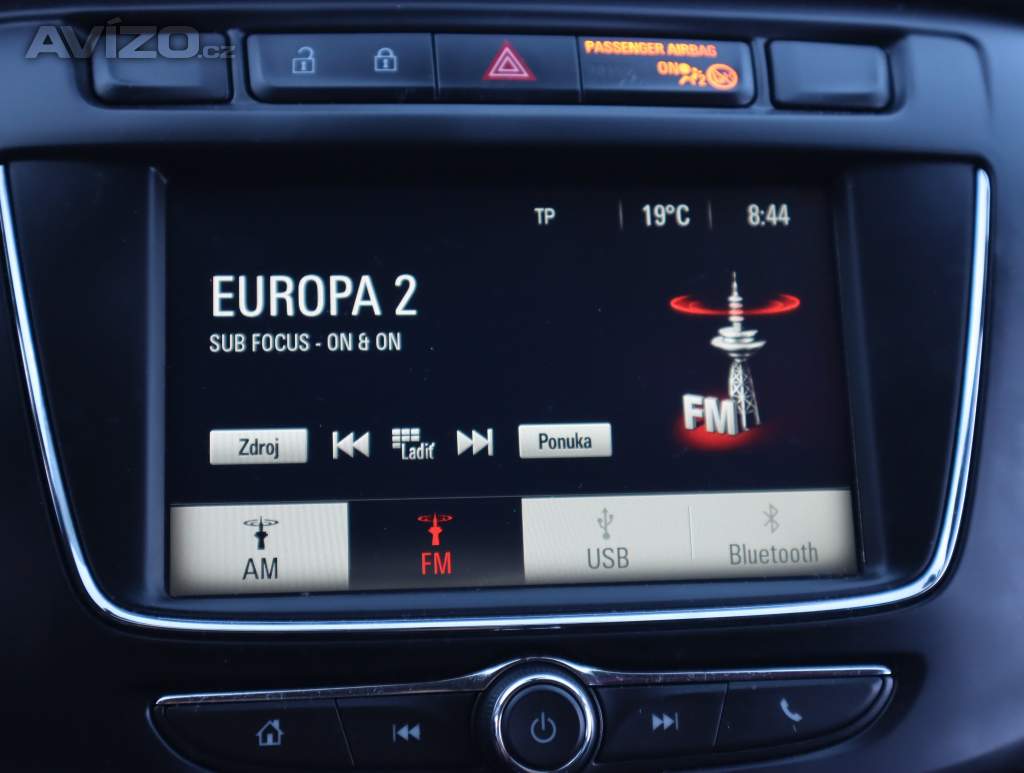 AVÍZO.cz
PASSENGER AIRBAG
ON 2
TP 19°C 8:44
EUROPA 2
SUB FOCUS - ON & ON
FM
Zdroj Ladiť Ponuka
AM FM USB Bluetooth